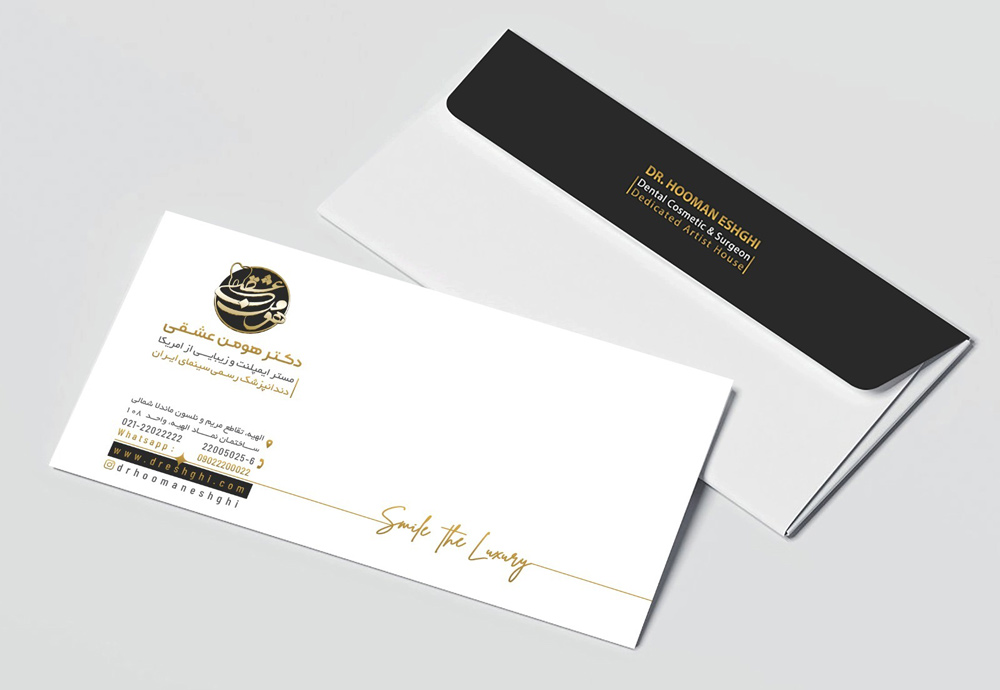 DR. HOOMAN ESHGHI
Dental Cosmetic & Surgeon
Dedicated Artist House
هومن عشقی
دکتر هومن عشقی
مستر ایمپلنت و زیبایی از امریکا
دندانپزشک رسمی سینمای ایران
الهیه، تقاطع مریم و نلسون ماندلا شمالی
ساختمان نماد الهیه، واحد ۱۰۸
021-22022222 22005025-6
Whatsapp: 09022200022
www.dreshghi.com
drhoomaneshghi
Smile the Luxury